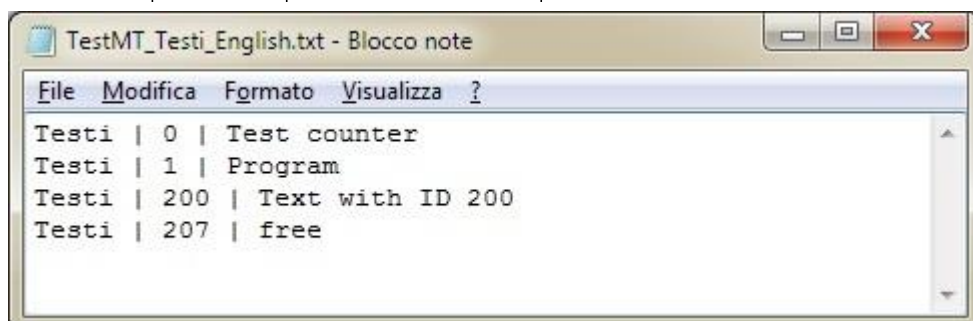 TestMT_Testi_English.txt - Blocco note
File Modifica Formato Visualizza ?
Testi | 0 | Test counter
Testi | 1 | Program
Testi | 200 | Text with ID 200
Testi | 207 | free